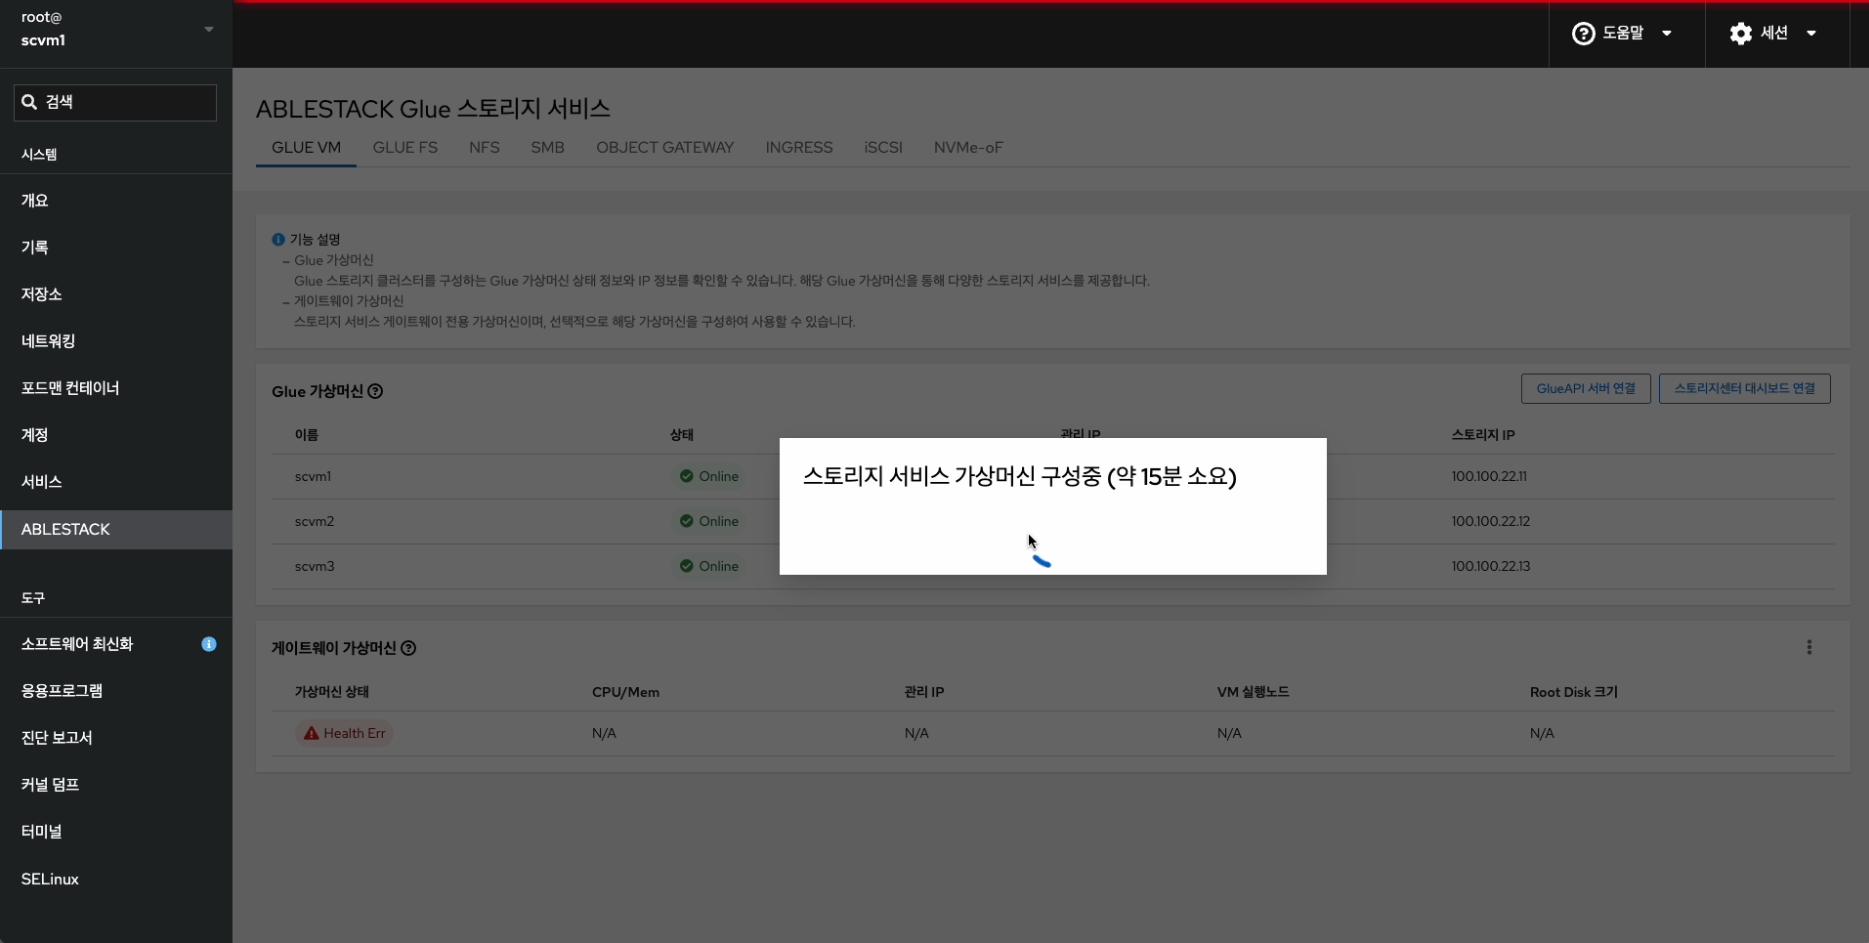 root@
scvm1
도움말
세션
검색
시스템
개요
기록
저장소
네트워킹
포드맨 컨테이너
계정
서비스
ABLESTACK
도구
소프트웨어 최신화
응용프로그램
진단 보고서
커널 덤프
터미널
SELinux
ABLESTACK Glue 스토리지 서비스
GLUE VM GLUE FS NFS SMB OBJECT GATEWAY INGRESS iSCSI NVMe-oF
기능 설명
– Glue 가상머신
Glue 스토리지 클러스터를 구성하는 Glue 가상머신 상태 정보와 IP 정보를 확인할 수 있습니다. 해당 Glue 가상머신을 통해 다양한 스토리지 서비스를 제공합니다.
– 게이트웨이 가상머신
스토리지 서비스 게이트웨이 전용 가상머신이며, 선택적으로 해당 가상머신을 구성하여 사용할 수 있습니다.
Glue 가상머신
GlueAPI 서버 연결 스토리지센터 대시보드 연결
이름 상태 관리 IP 스토리지 IP
scvm1 Online 100.100.22.11
scvm2 Online 100.100.22.12
scvm3 Online 100.100.22.13
스토리지 서비스 가상머신 구성중 (약 15분 소요)
게이트웨이 가상머신
가상머신 상태 CPU/Mem 관리 IP VM 실행노드 Root Disk 크기
Health Err N/A N/A N/A N/A